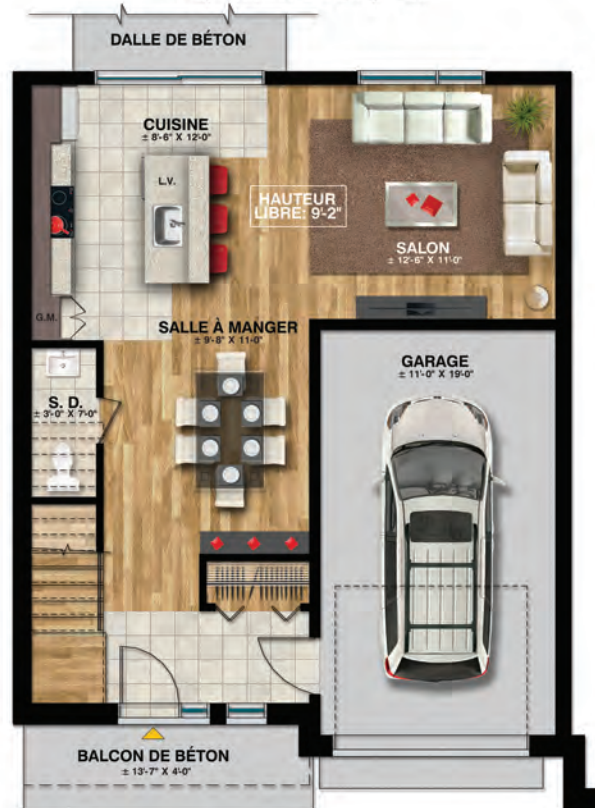 DALLE DE BÉTON
CUISINE
± 8'-6" X 12'-0"
L.V.
HAUTEUR
LIBRE: 9'-2"
SALON
± 12'-6" X 11'-0"
G.M.
SALLE À MANGER
± 9'-8" X 11'-0"
GARAGE
± 11'-0" X 19'-0"
S. D.
± 3'-0" X 7'-0"
BALCON DE BÉTON
± 13'-7" X 4'-0"